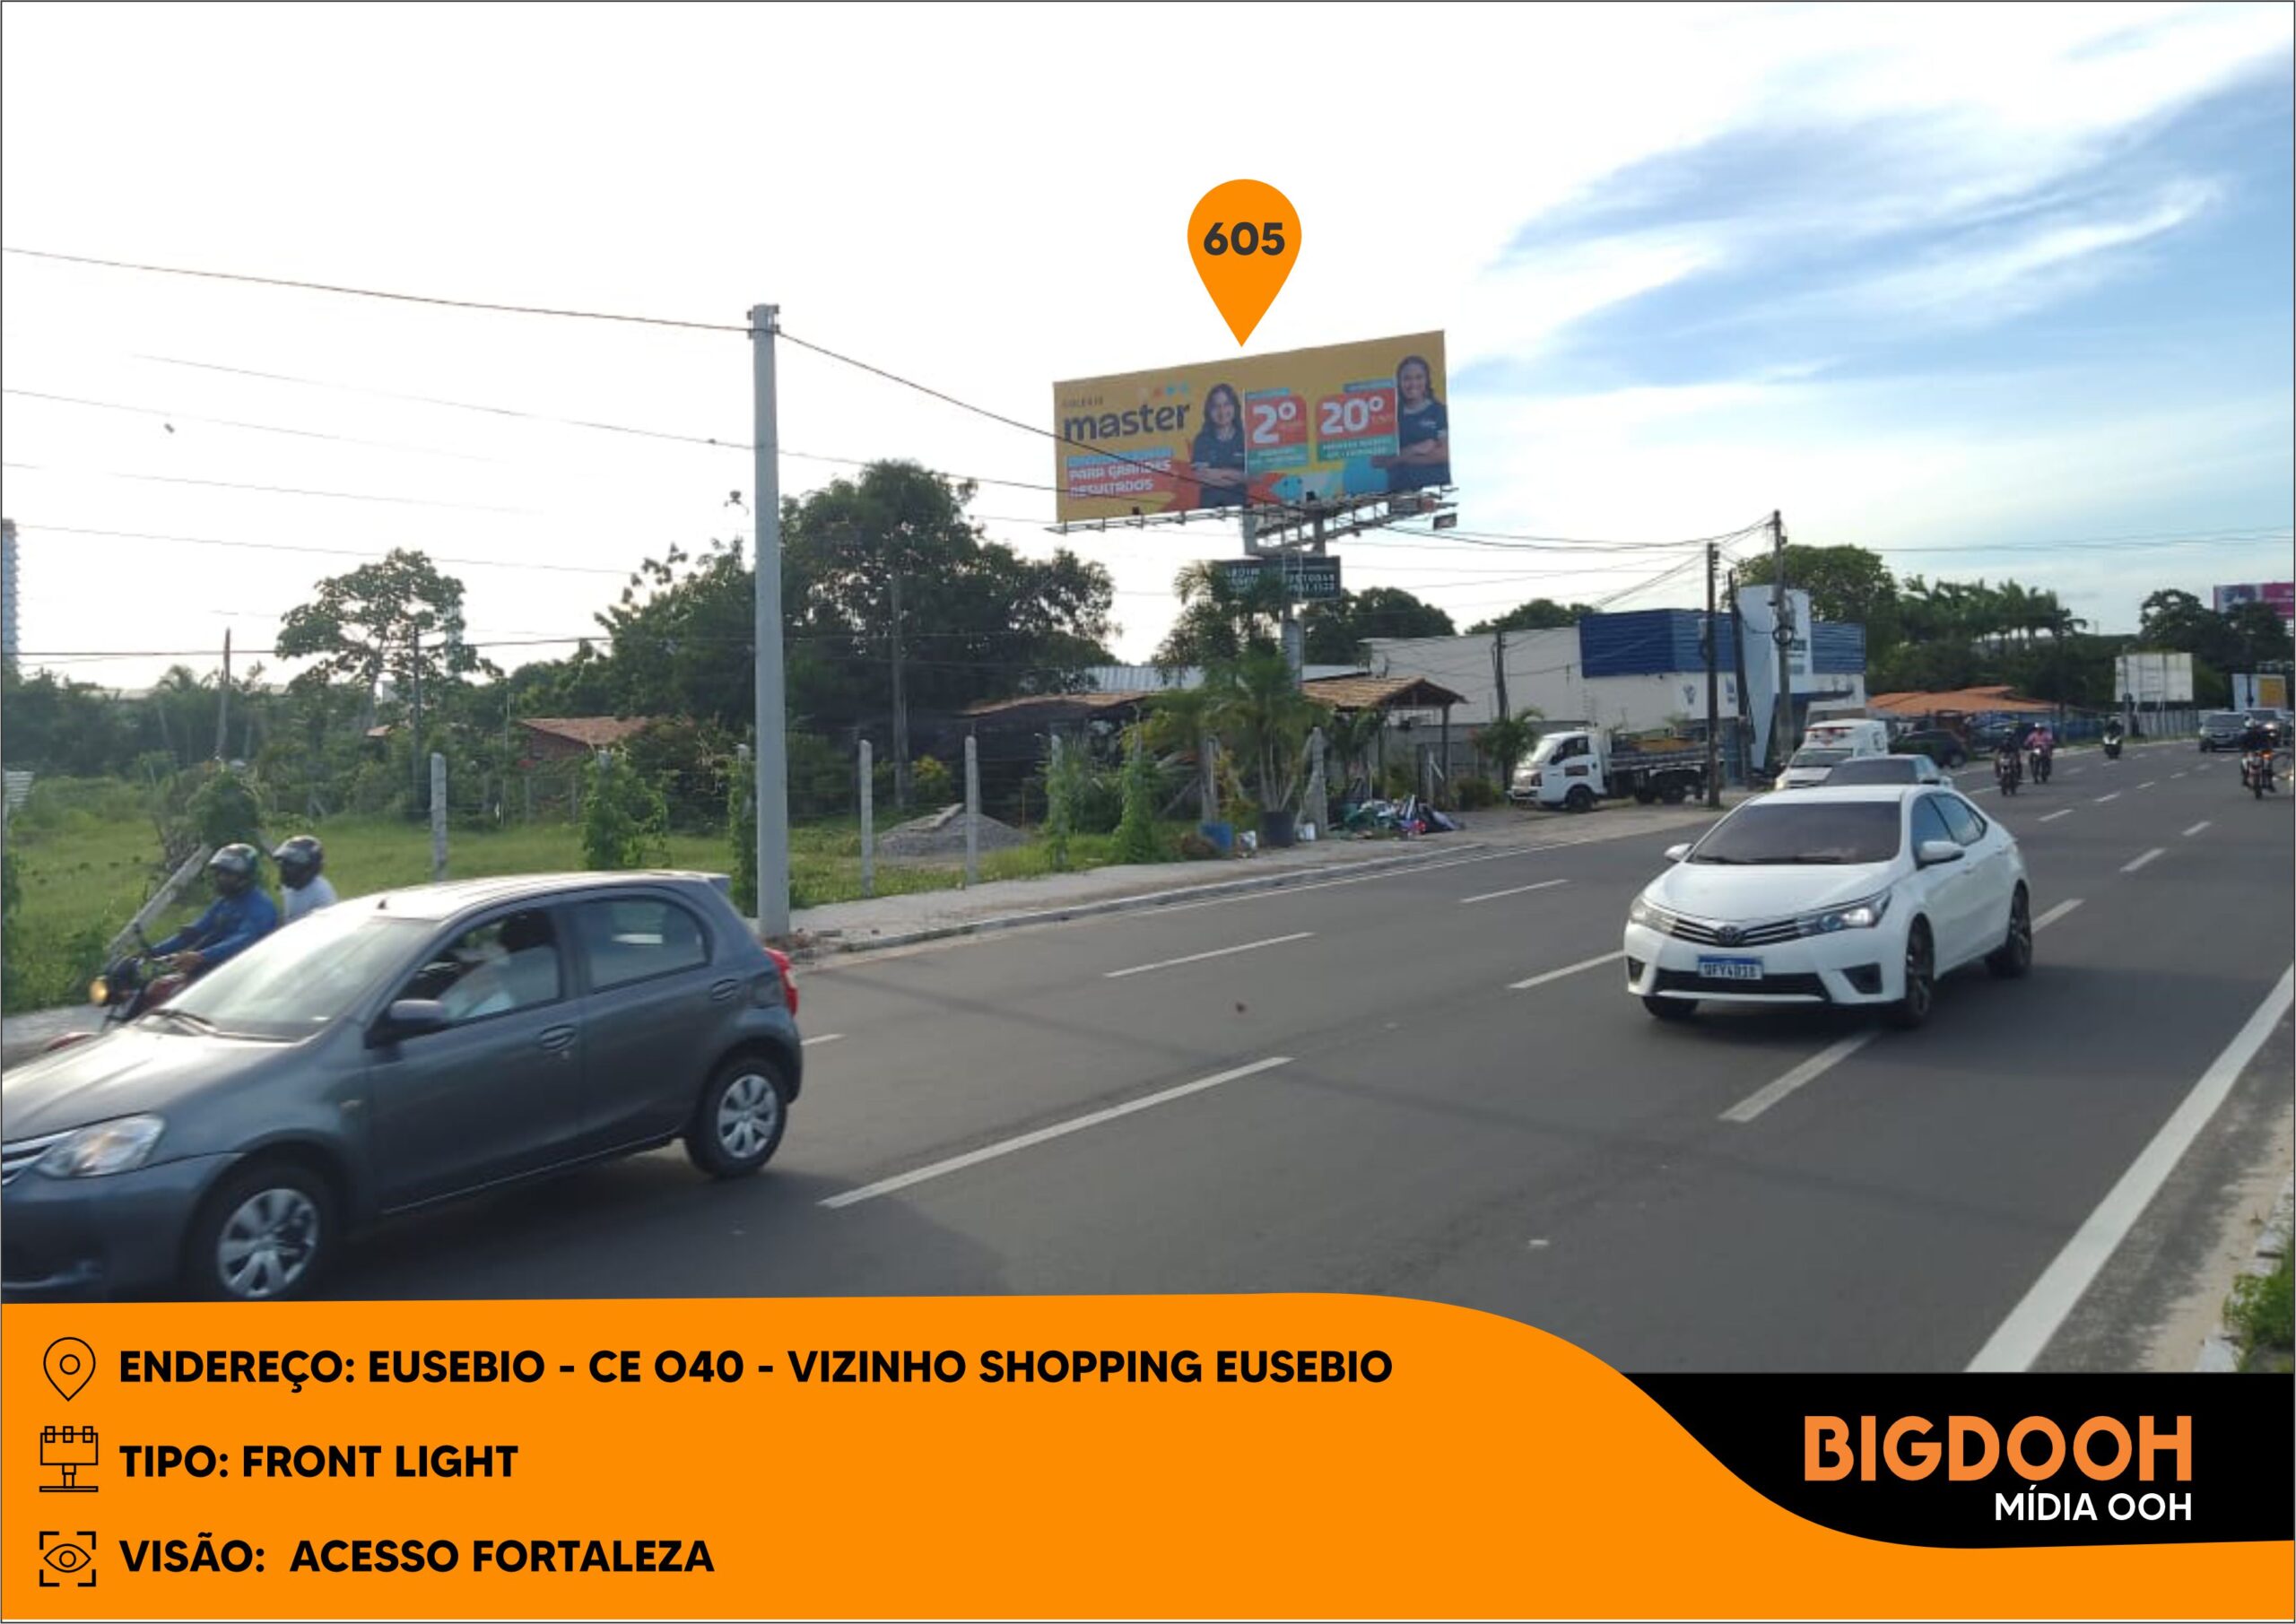 605
master
2º
20º
PARA GRANDES
RESULTADOS
ENDEREÇO: EUSEBIO - CE O40 - VIZINHO SHOPPING EUSEBIO
TIPO: FRONT LIGHT
VISÃO: ACESSO FORTALEZA
BIGDOOH
MÍDIA OOH